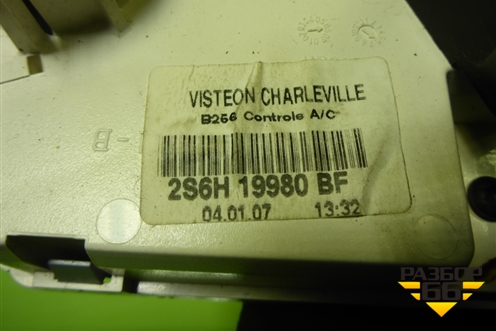 VISTEON CHARLEVILLE
B256 Controls A/C
2S6H 19980 BF
04.01.07 13:32
B
РАЗБОР
66